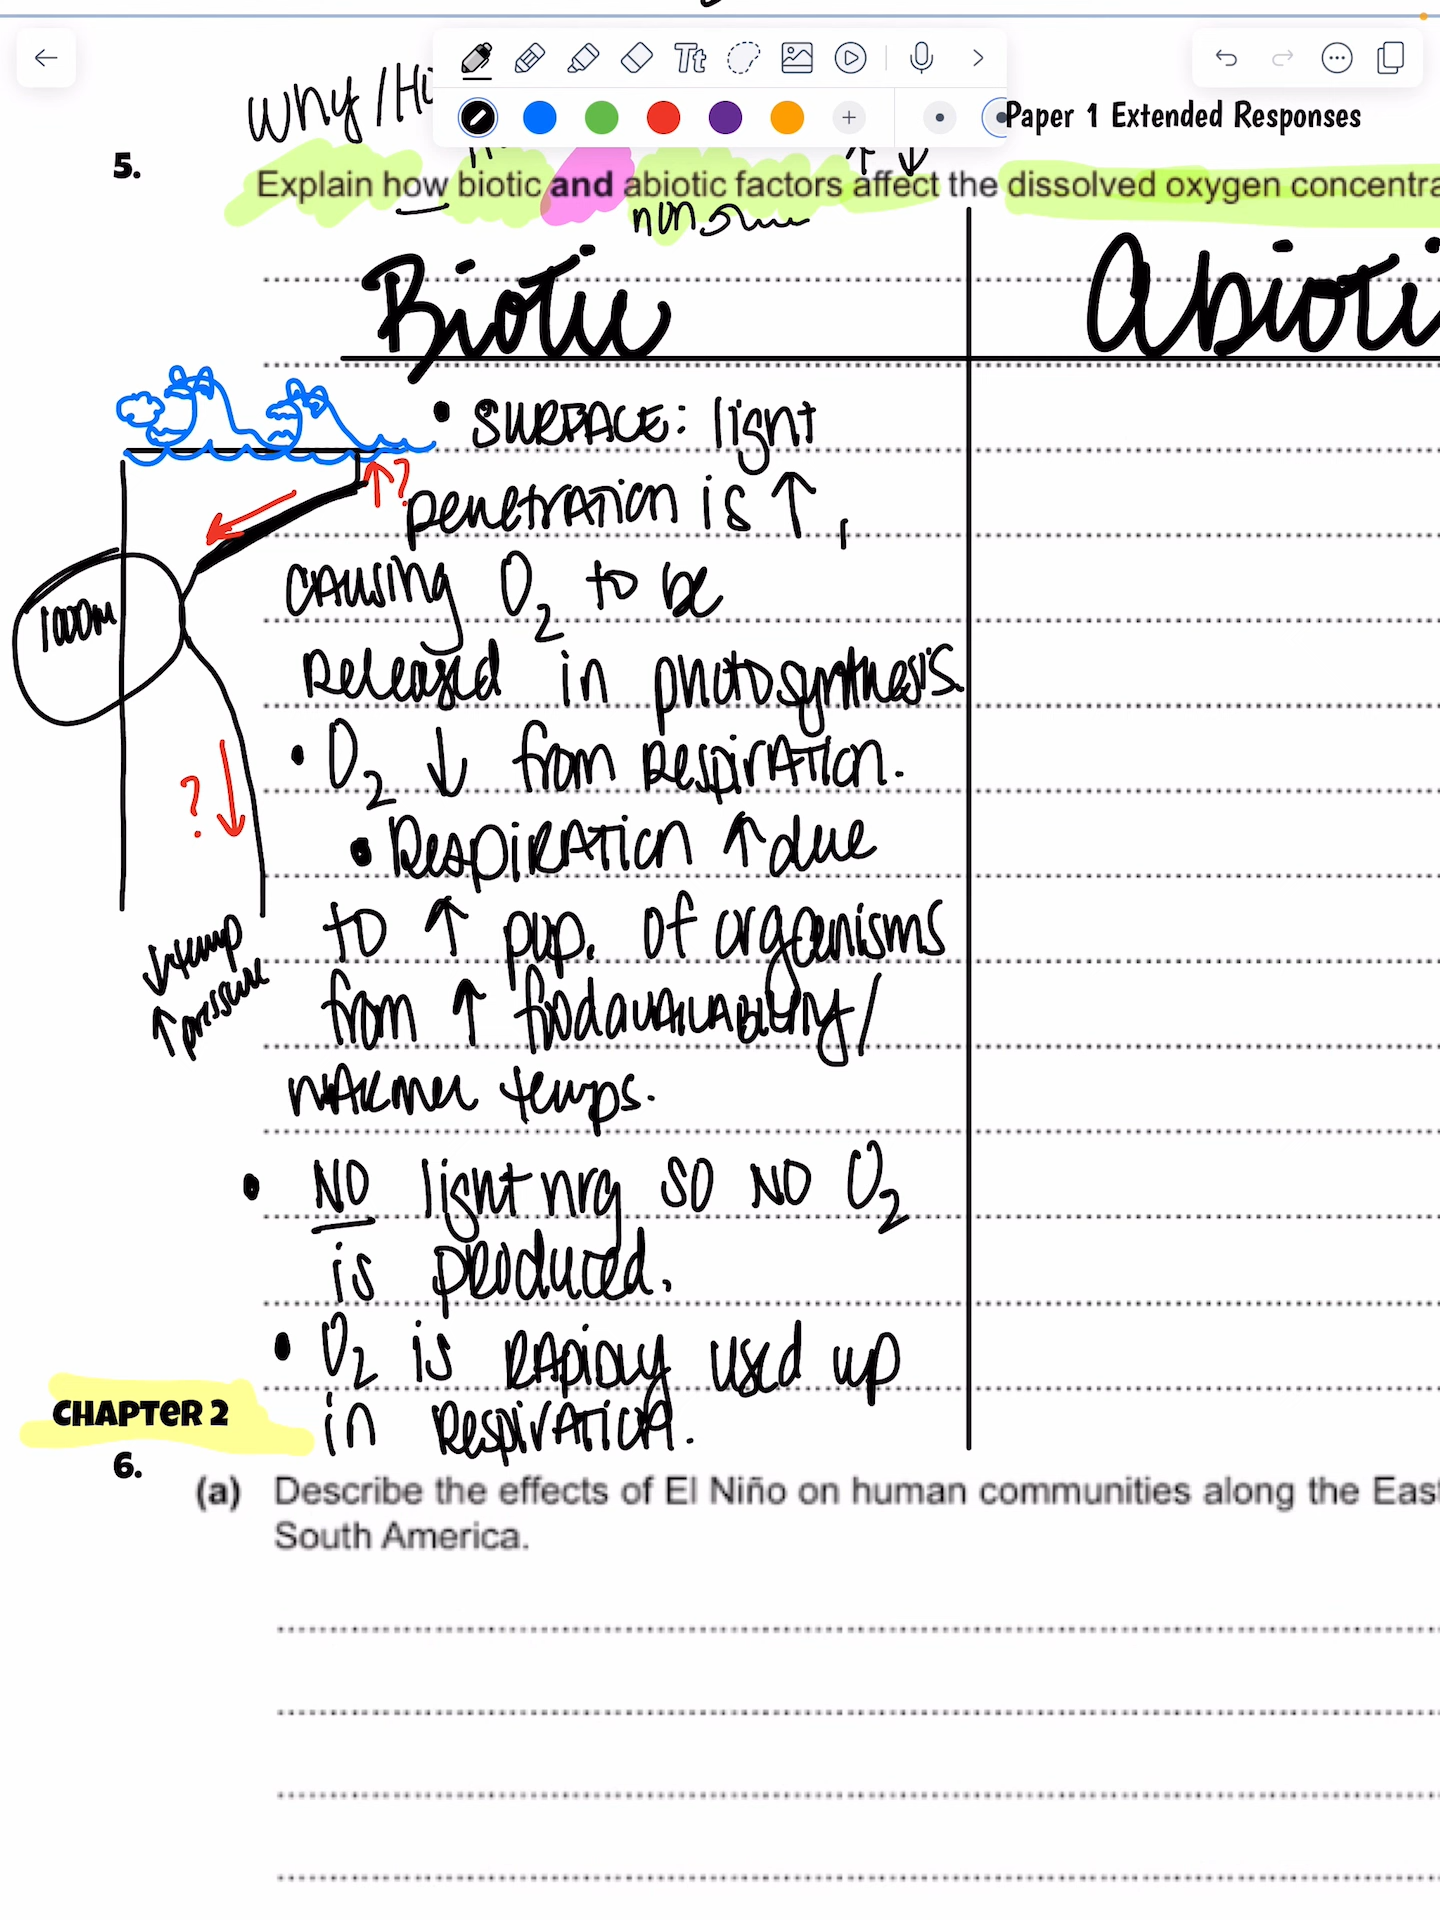 Why/H
Paper 1 Extended Responses
5.
Explain how biotic and abiotic factors affect the dissolved oxygen concentra
non
Biotic
Abioti
• SURFACE: light
↑?
penetration is ↑,
causing O₂ to be
1000m
Released in photosynthesis.
• O₂ ↓ from Respiration.
? ↓
• Respiration ↑ due
to ↑ pop. of organisms
↓temp
↑ pressure
from ↑ food availability/
warmer temps.
• NO light nrg so NO O₂
is produced.
• O₂ is Rapidly used up
in Respiration.
CHAPTER 2
6.
(a) Describe the effects of El Niño on human communities along the East
South America.